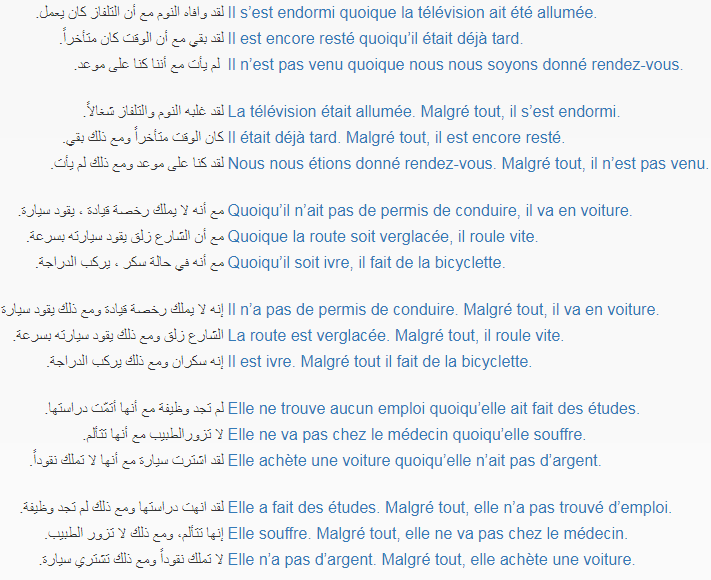 لقد وافاه النوم مع أن التلفاز كان يعمل. Il s’est endormi quoique la télévision ait été allumée.
لقد بقي مع أن الوقت كان متأخراً. Il est encore resté quoiqu’il était déjà tard.
لم يأت مع أننا كنا على موعد. Il n’est pas venu quoique nous nous soyons donné rendez-vous.
لقد غلبه النوم والتلفاز شغالاً. La télévision était allumée. Malgré tout, il s’est endormi.
كان الوقت متأخراً ومع ذلك بقي. Il était déjà tard. Malgré tout, il est encore resté.
لقد كنا على موعد ومع ذلك لم يأت. Nous nous étions donné rendez-vous. Malgré tout, il n’est pas venu.
مع أنه لا يملك رخصة قيادة ، يقود سيارة. Quoiqu’il n’ait pas de permis de conduire, il va en voiture.
مع أن الشارع زلق يقود سيارته بسرعة. Quoique la route soit verglacée, il roule vite.
مع أنه في حالة سكر ، يركب الدراجة. Quoiqu’il soit ivre, il fait de la bicyclette.
إنه لا يملك رخصة قيادة ومع ذلك يقود سيارة Il n’a pas de permis de conduire. Malgré tout, il va en voiture.
الشارع زلق ومع ذلك يقود سيارته بسرعة. La route est verglacée. Malgré tout, il roule vite.
إنه سكران ومع ذلك يركب الدراجة. Il est ivre. Malgré tout il fait de la bicyclette.
لم تجد وظيفة مع أنها أتمّت دراستها. Elle ne trouve aucun emploi quoiqu’elle ait fait des études.
لا تزورالطبيب مع أنها تتألم. Elle ne va pas chez le médecin quoiqu’elle souffre.
لقد اشترت سيارة مع أنها لا تملك نقوداً. Elle achète une voiture quoiqu’elle n’ait pas d’argent.
لقد انهت دراستها ومع ذلك لم تجد وظيفة. Elle a fait des études. Malgré tout, elle n’a pas trouvé d’emploi.
إنها تتألم، ومع ذلك لا تزور الطبيب. Elle souffre. Malgré tout, elle ne va pas chez le médecin.
لا تملك نقوداً ومع ذلك تشتري سيارة. Elle n’a pas d’argent. Malgré tout, elle achète une voiture.